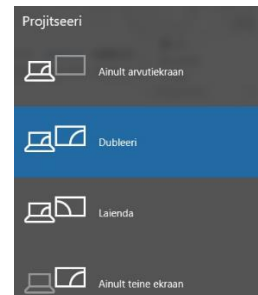 Projitseeri
Ainult arvutiekraan
Dubleeri
Laienda
Ainult teine ekraan